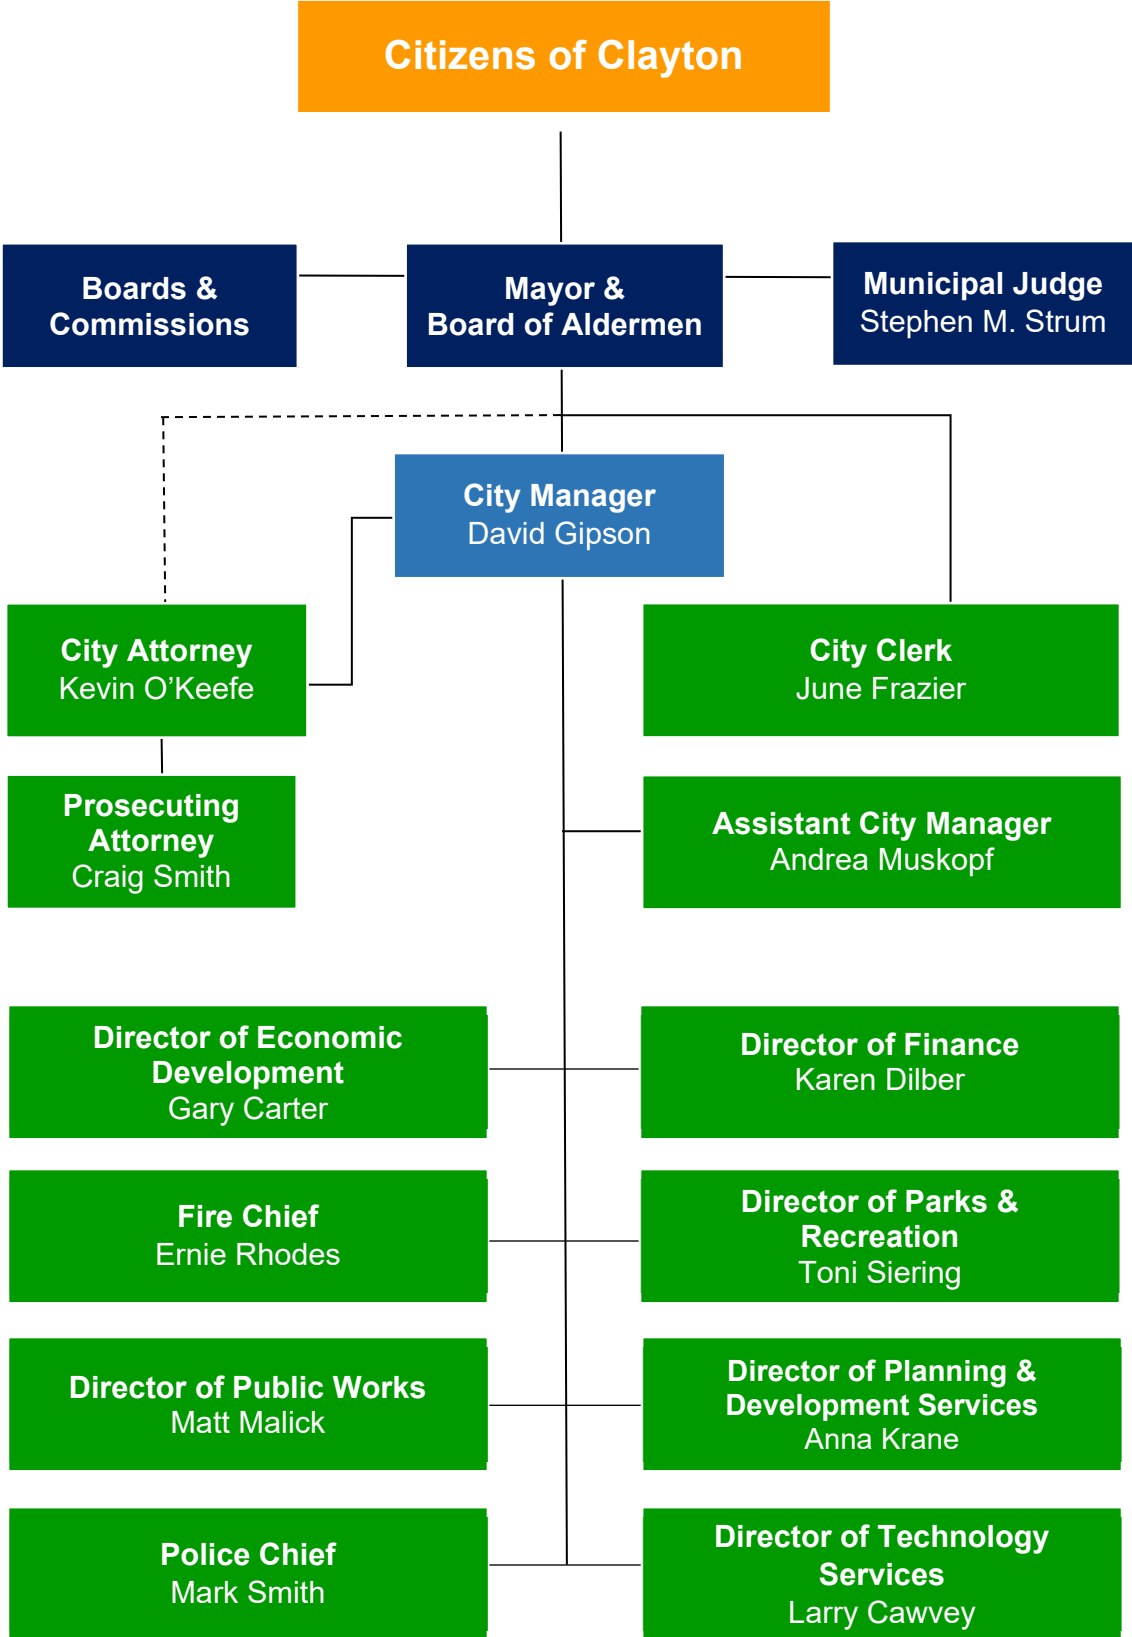 Citizens of Clayton
Boards &
Commissions
Mayor &
Board of Aldermen
Municipal Judge
Stephen M. Strum
City Manager
David Gipson
City Attorney
Kevin O’Keefe
City Clerk
June Frazier
Prosecuting
Attorney
Craig Smith
Assistant City Manager
Andrea Muskopf
Director of Economic
Development
Gary Carter
Director of Finance
Karen Dilber
Fire Chief
Ernie Rhodes
Director of Parks &
Recreation
Toni Siering
Director of Public Works
Matt Malick
Director of Planning &
Development Services
Anna Krane
Police Chief
Mark Smith
Director of Technology
Services
Larry Cawvey